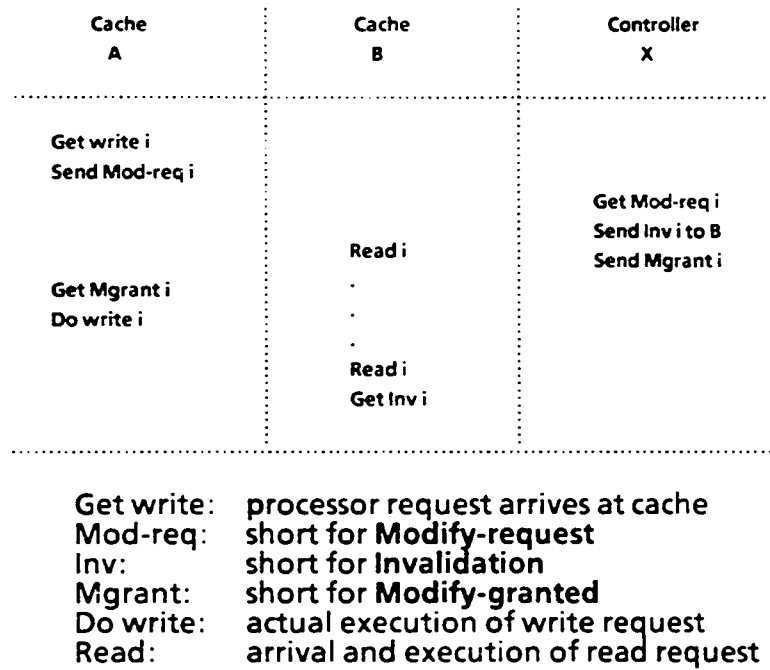 Cache Cache Controller
A B X
Get write i
Send Mod-req i
Get Mod-req i
Send Inv i to B
Read i
Send Mgrant i
Get Mgrant i
.
Do write i
.
.
Read i
Get Inv i
Get write: processor request arrives at cache
Mod-req: short for Modify-request
Inv: short for Invalidation
Mgrant: short for Modify-granted
Do write: actual execution of write request
Read: arrival and execution of read request